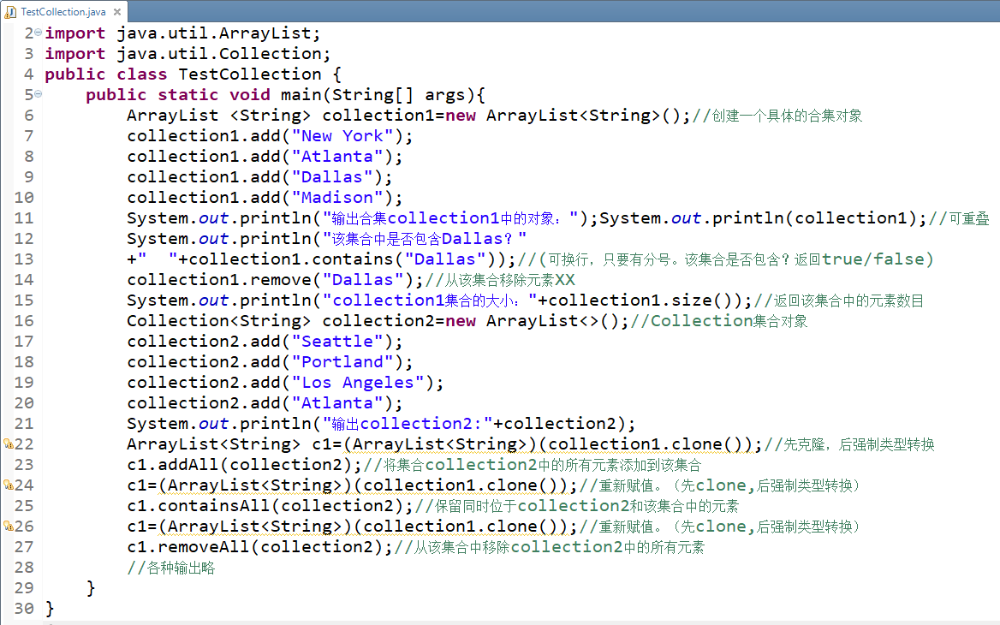 TestCollection.java
2 import java.util.ArrayList;
3 import java.util.Collection;
4 public class TestCollection {
5     public static void main(String[] args){
6         ArrayList <String> collection1=new ArrayList<String>();//创建一个具体的合集对象
7         collection1.add("New York");
8         collection1.add("Atlanta");
9         collection1.add("Dallas");
10         collection1.add("Madison");
11         System.out.println("输出合集collection1中的对象：");System.out.println(collection1);//可重叠
12         System.out.println("该集合中是否包含Dallas？"
13         +"  "+collection1.contains("Dallas"));//(可换行，只要有分号。该集合是否包含？返回true/false)
14         collection1.remove("Dallas");//从该集合移除元素XX
15         System.out.println("collection1集合的大小："+collection1.size());//返回该集合中的元素数目
16         Collection<String> collection2=new ArrayList<>();//Collection集合对象
17         collection2.add("Seattle");
18         collection2.add("Portland");
19         collection2.add("Los Angeles");
20         collection2.add("Atlanta");
21         System.out.println("输出collection2:"+collection2);
22         ArrayList<String> c1=(ArrayList<String>)(collection1.clone());//先克隆，后强制类型转换
23         c1.addAll(collection2);//将集合collection2中的所有元素添加到该集合
24         c1=(ArrayList<String>)(collection1.clone());//重新赋值。（先clone,后强制类型转换）
25         c1.containsAll(collection2);//保留同时位于collection2和该集合中的元素
26         c1=(ArrayList<String>)(collection1.clone());//重新赋值。（先clone,后强制类型转换）
27         c1.removeAll(collection2);//从该集合中移除collection2中的所有元素
28         //各种输出略
29     }
30 }